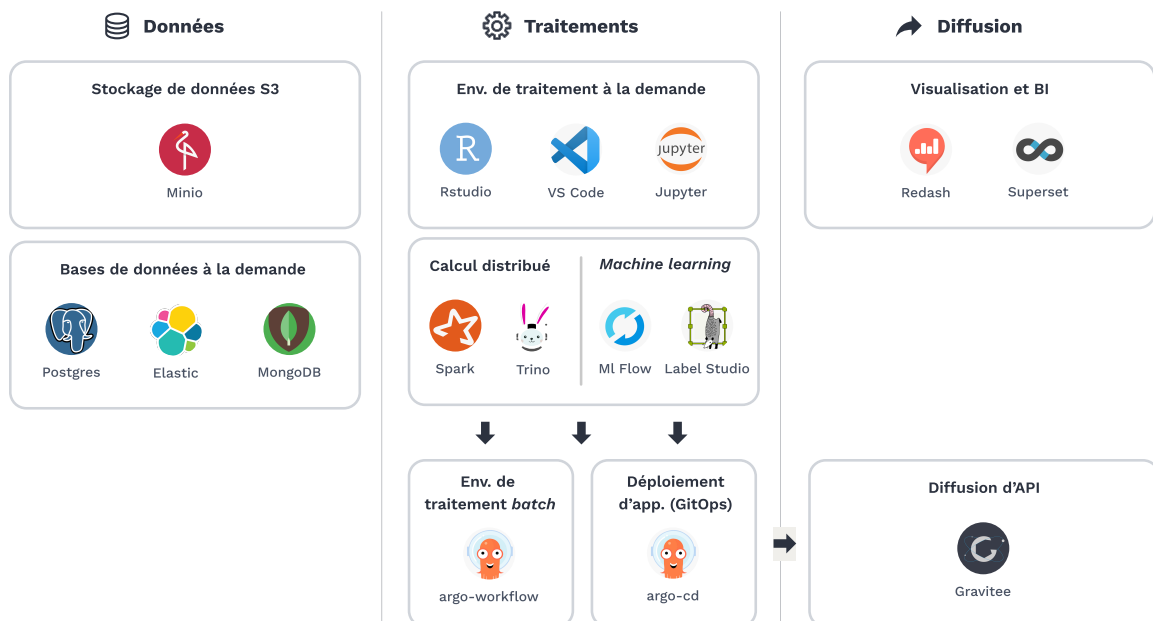 Données
Stockage de données S3
Minio
Bases de données à la demande
Postgres
Elastic
MongoDB
Traitements
Env. de traitement à la demande
R
Rstudio
VS Code
jupyter
Jupyter
Calcul distribué
Spark
Trino
Machine learning
Ml Flow
Label Studio
Env. de
traitement batch
argo-workflow
Déploiement
d’app. (GitOps)
argo-cd
Diffusion
Visualisation et BI
Redash
Superset
Diffusion d’API
Gravitee